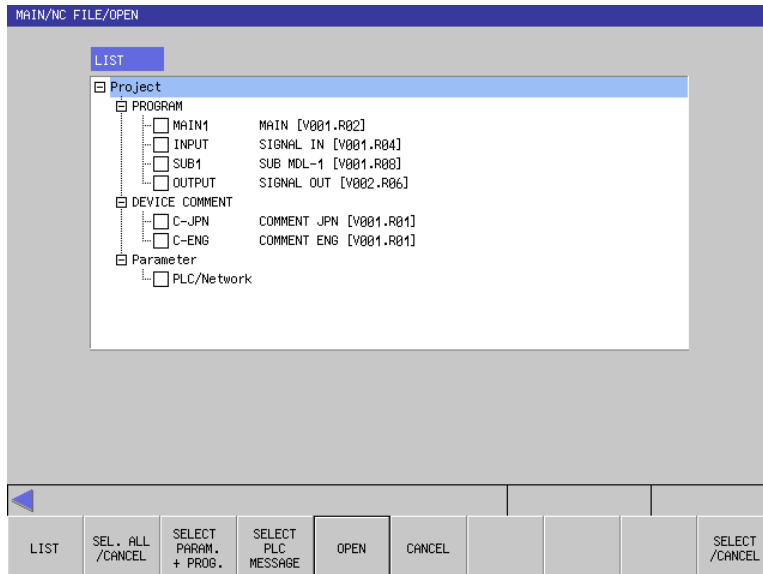 MAIN/NC FILE/OPEN
LIST
Project
PROGRAM
MAIN1 MAIN [V001.R02]
INPUT SIGNAL IN [V001.R04]
SUB1 SUB MDL-1 [V001.R08]
OUTPUT SIGNAL OUT [V002.R06]
DEVICE COMMENT
C-JPN COMMENT JPN [V001.R01]
C-ENG COMMENT ENG [V001.R01]
Parameter
PLC/Network
LIST
SEL. ALL
/CANCEL
SELECT
PARAM.
+ PROG.
SELECT
PLC
MESSAGE
OPEN
CANCEL
SELECT
/CANCEL